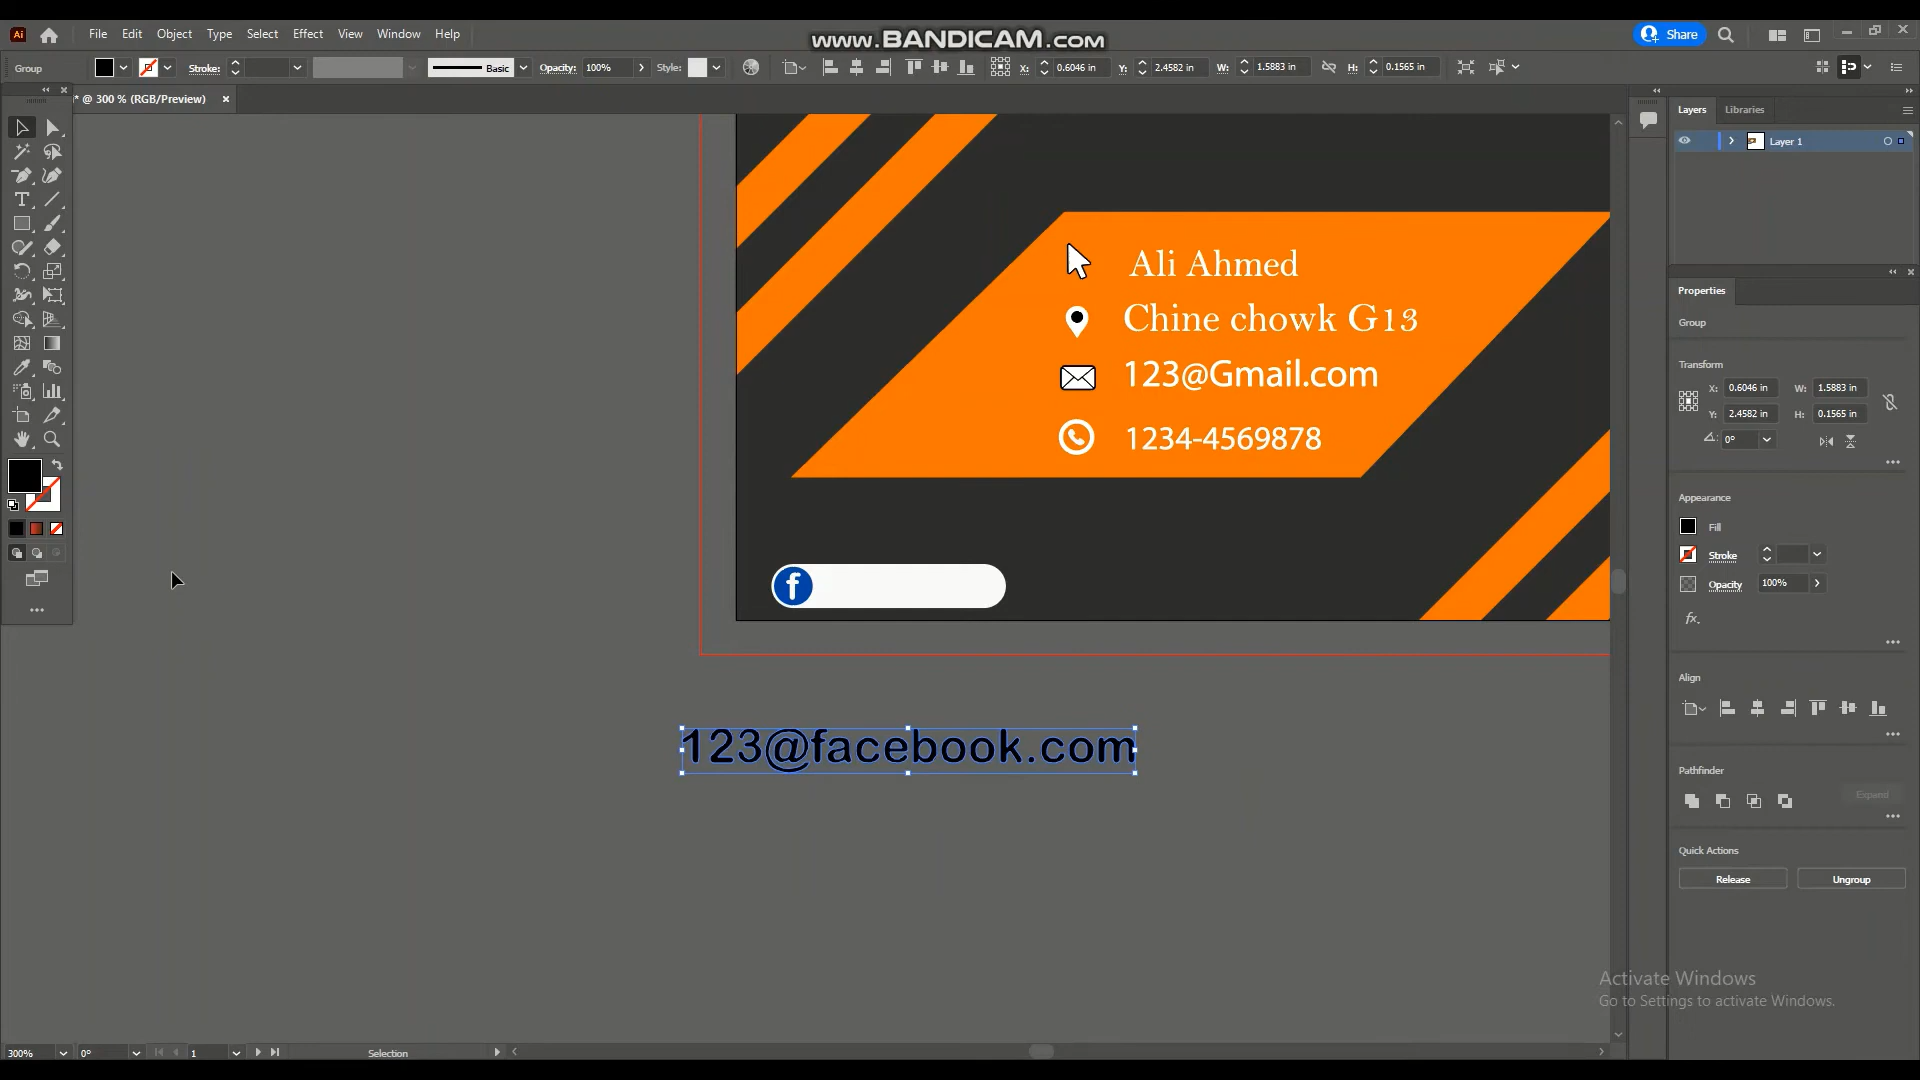 www.BANDICAM.com
Ai File Edit Object Type Select Effect View Window Help Share
Group Stroke: Basic Opacity: 100% Style: X: 0.6046 in Y: 2.4582 in W: 1.5883 in H: 0.1565 in
* @ 300 % (RGB/Preview) ×
Layers Libraries
Layer 1
Ali Ahmed
Chine chowk G13
123@Gmail.com
1234-4569878
f
123@facebook.com
Properties
Group
Transform
X: 0.6046 in W: 1.5883 in
Y: 2.4582 in H: 0.1565 in
0°
Appearance
Fill
Stroke
Opacity 100%
fx.
Align
Pathfinder
Expand
Quick Actions
Release Ungroup
Activate Windows
Go to Settings to activate Windows.
300% 0° 1 Selection